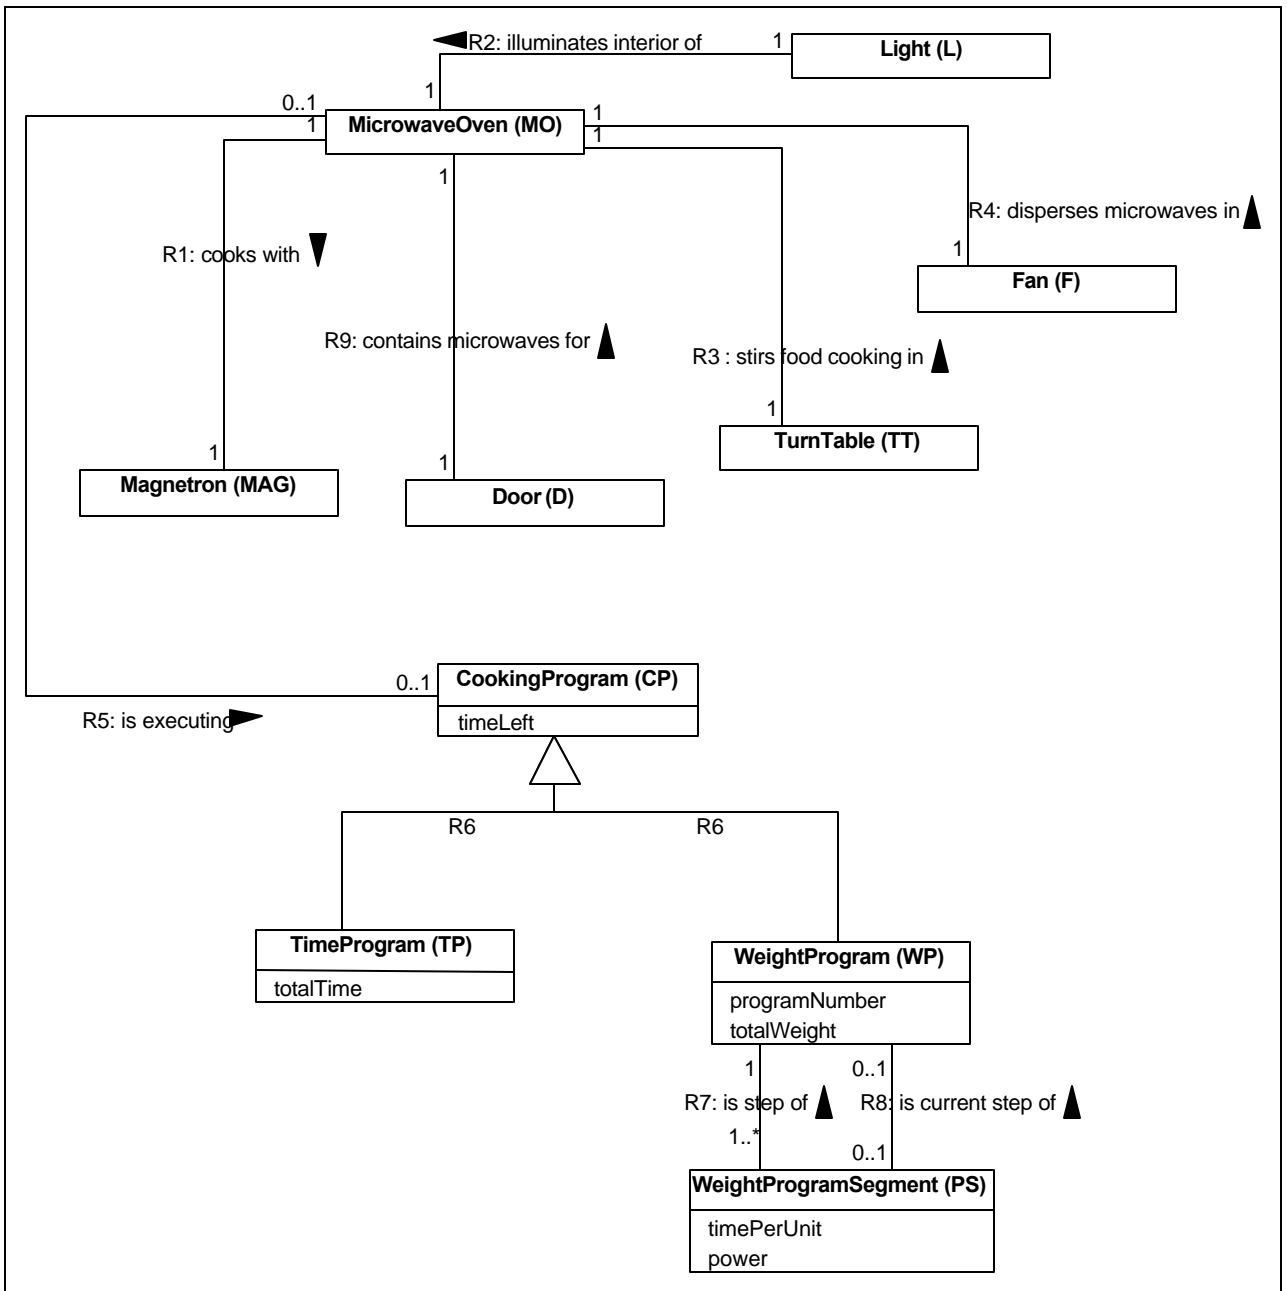 R2: illuminates interior of
1
Light (L)
1
0..1
1
MicrowaveOven (MO)
1
1
1
R4: disperses microwaves in
R1: cooks with
1
Fan (F)
R9: contains microwaves for
R3 : stirs food cooking in
1
TurnTable (TT)
1
Magnetron (MAG)
1
Door (D)
0..1
CookingProgram (CP)
R5: is executing
timeLeft
R6
R6
TimeProgram (TP)
totalTime
WeightProgram (WP)
programNumber
totalWeight
1
0..1
R7: is step of
R8: is current step of
1..*
0..1
WeightProgramSegment (PS)
timePerUnit
power